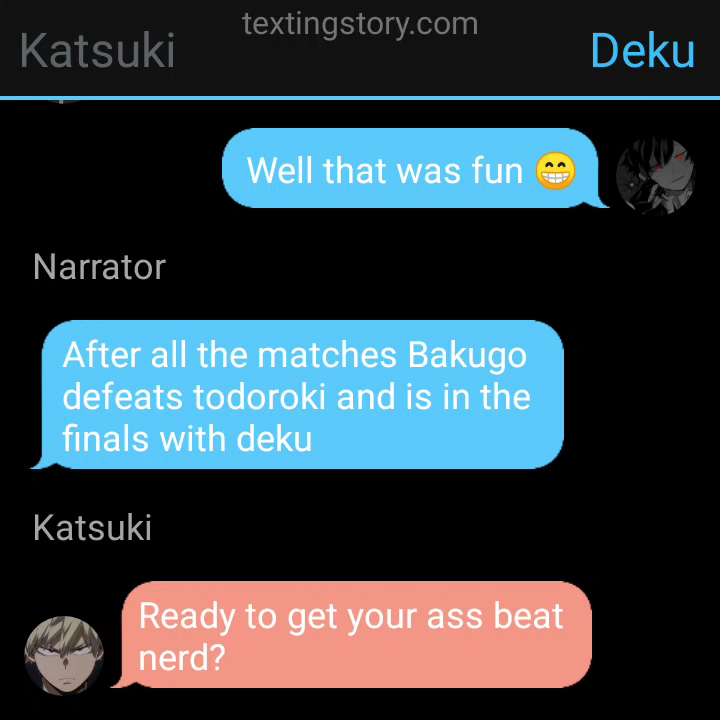 textingstory.com
Katsuki
Deku
Well that was fun 😁
Narrator
After all the matches Bakugo
defeats todoroki and is in the
finals with deku
Katsuki
Ready to get your ass beat
nerd?